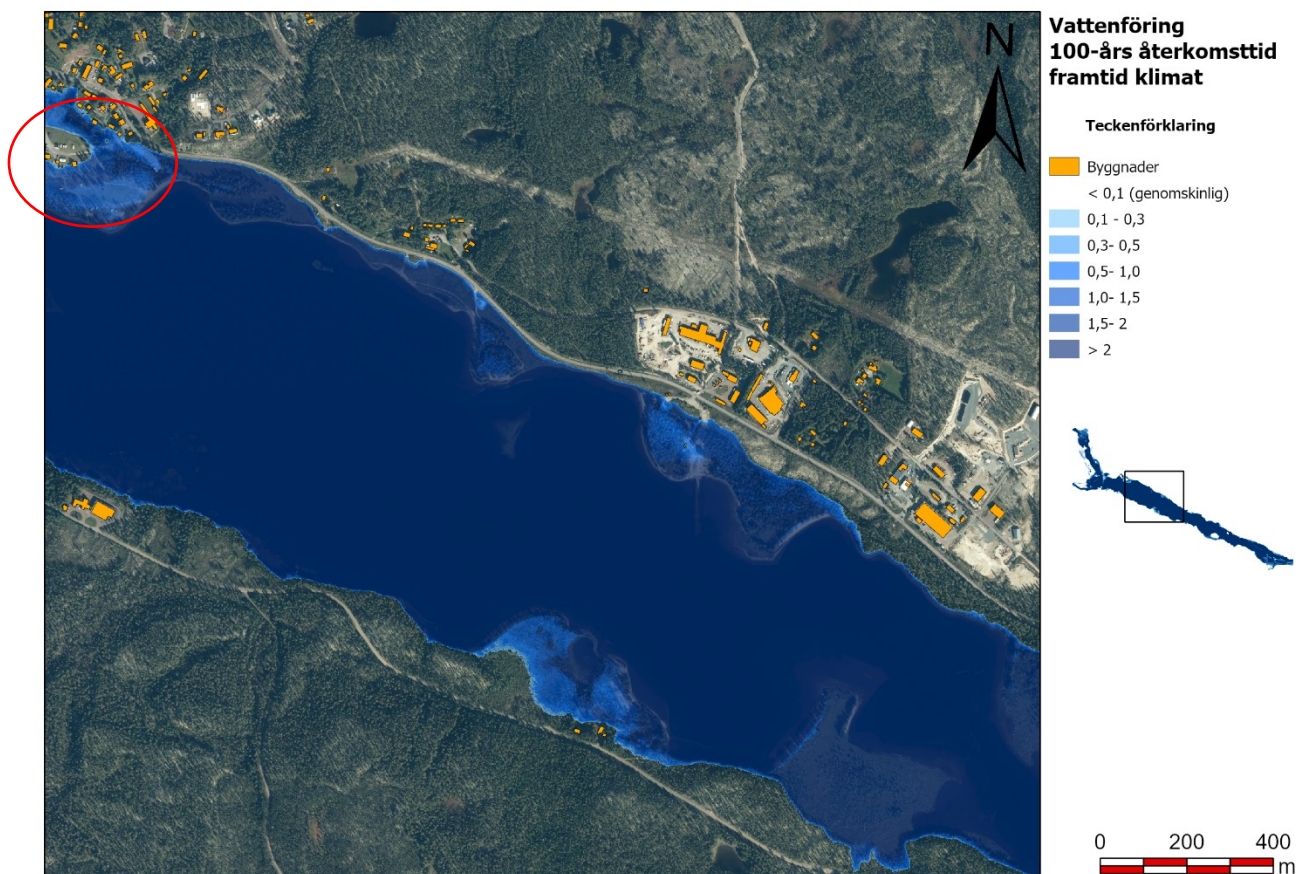 N
Vattenföring
100-års återkomsttid
framtid klimat
Teckenförklaring
Byggnader
< 0,1 (genomskinlig)
0,1 - 0,3
0,3- 0,5
0,5- 1,0
1,0- 1,5
1,5- 2
> 2
0 200 400
m